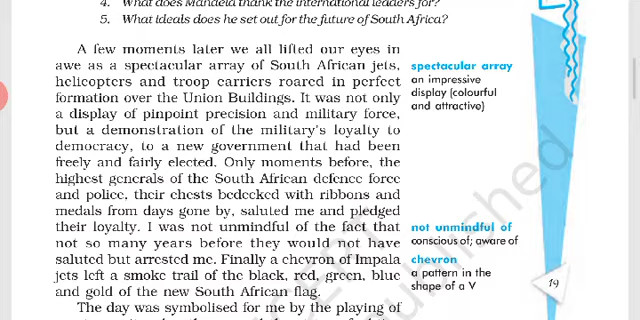 4. What does Mandela thank the international leaders for?
5. What ideals does he set out for the future of South Africa?
A few moments later we all lifted our eyes in
awe as a spectacular array of South African jets,
helicopters and troop carriers roared in perfect
formation over the Union Buildings. It was not only
a display of pinpoint precision and military force,
but a demonstration of the military's loyalty to
democracy, to a new government that had been
freely and fairly elected. Only moments before, the
highest generals of the South African defence force
and police, their chests bedecked with ribbons and
medals from days gone by, saluted me and pledged
their loyalty. I was not unmindful of the fact that
not so many years before they would not have
saluted but arrested me. Finally a chevron of Impala
jets left a smoke trail of the black, red, green, blue
and gold of the new South African flag.
The day was symbolised for me by the playing of
spectacular array
an impressive
display (colourful
and attractive)
not unmindful of
conscious of; aware of
chevron
a pattern in the
shape of a V
19